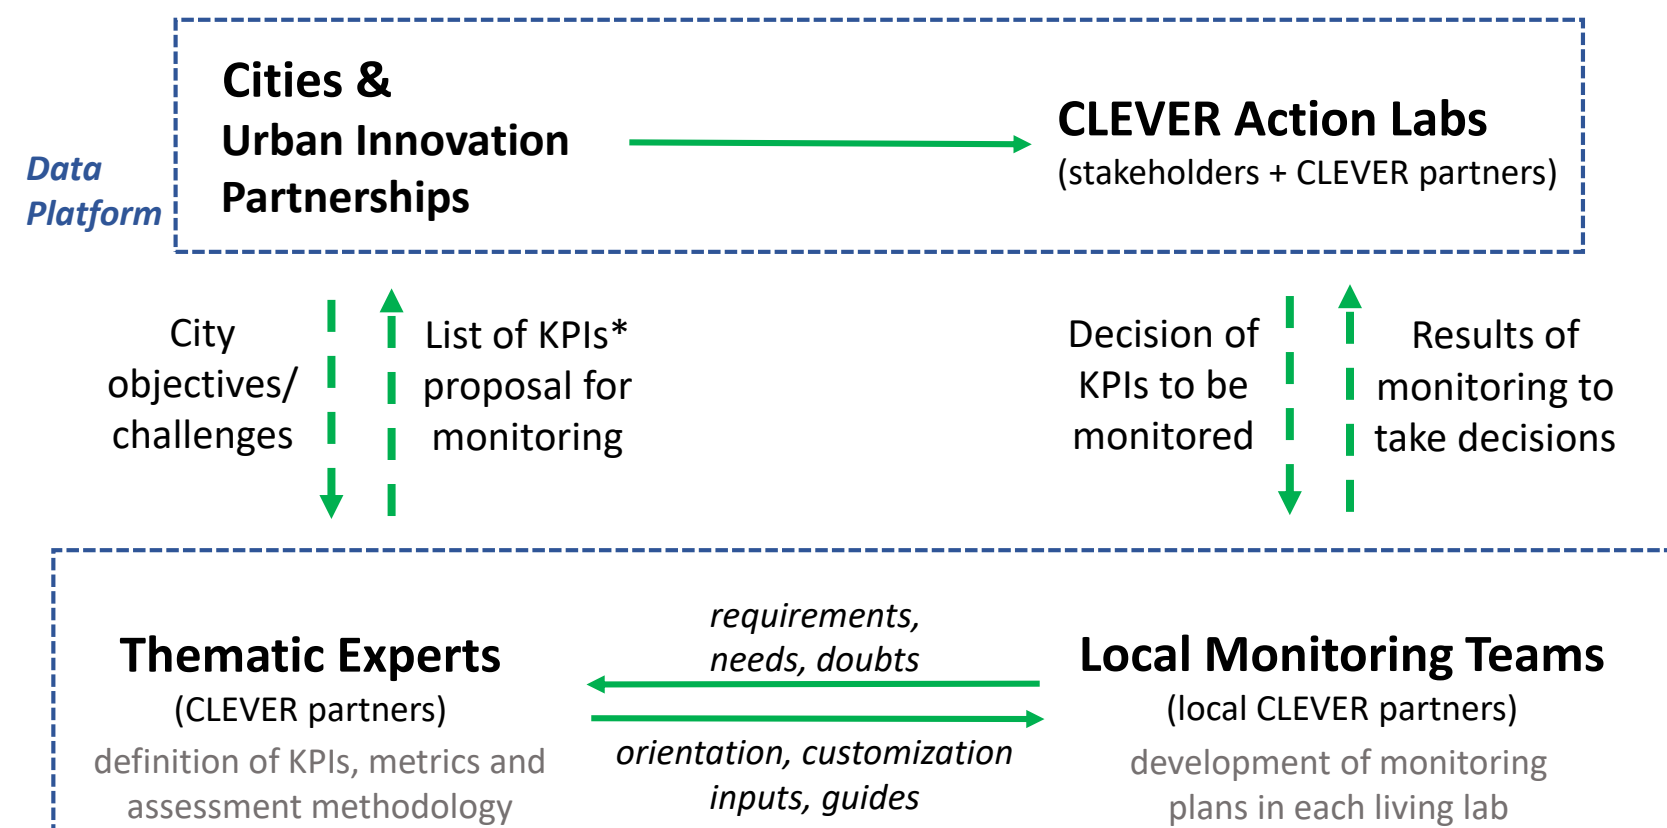 Cities &
Urban Innovation
Partnerships
CLEVER Action Labs
(stakeholders + CLEVER partners)
Data
Platform
City
objectives/
challenges
List of KPIs*
proposal for
monitoring
Decision of
KPIs to be
monitored
Results of
monitoring to
take decisions
Thematic Experts
(CLEVER partners)
definition of KPIs, metrics and
assessment methodology
requirements,
needs, doubts
orientation, customization
inputs, guides
Local Monitoring Teams
(local CLEVER partners)
development of monitoring
plans in each living lab